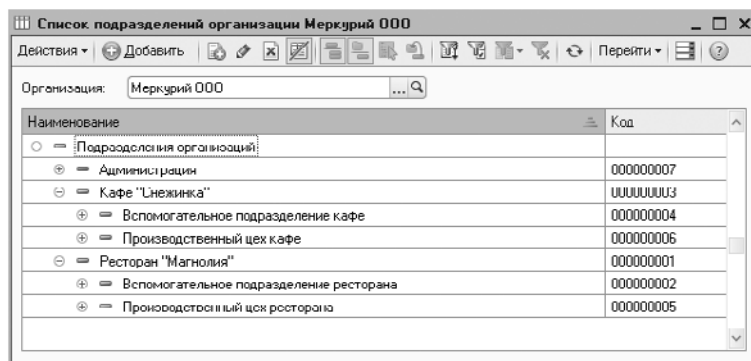 Список подразделений организации Меркурий ООО
Действия Добавить Перейти
Организация: Меркурий ООО ...
Наименование Код
Подразделения организаций
Администрация 000000007
Кафе "Снежинка" 000000003
Вспомогательное подразделение кафе 000000004
Производственный цех кафе 000000006
Ресторан "Магнолия" 000000001
Вспомогательное подразделение ресторана 000000002
Производственный цех ресторана 000000005